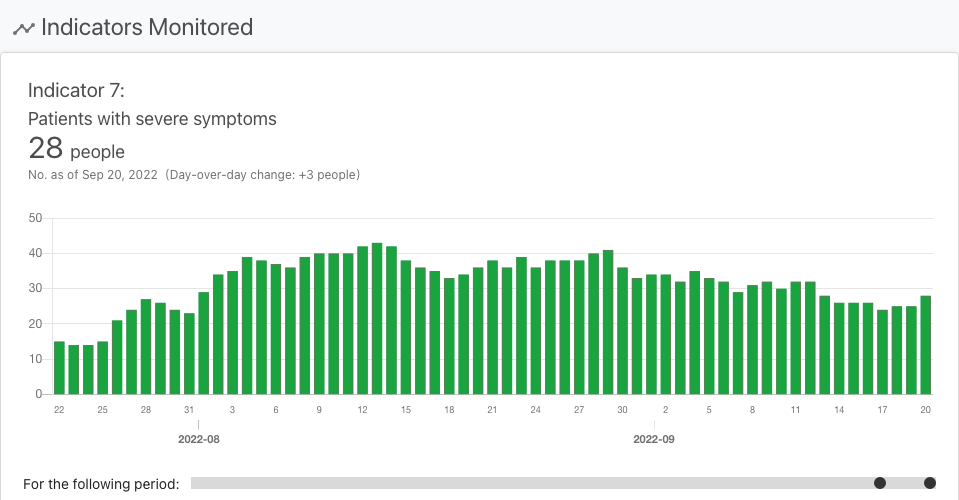 Indicators Monitored
Indicator 7:
Patients with severe symptoms
28 people
No. as of Sep 20, 2022 (Day-over-day change: +3 people)
50
40
30
20
10
0
22 25 28 31 3 6 9 12 15 18 21 24 27 30 2 5 8 11 14 17 20
2022-08 2022-09
For the following period: